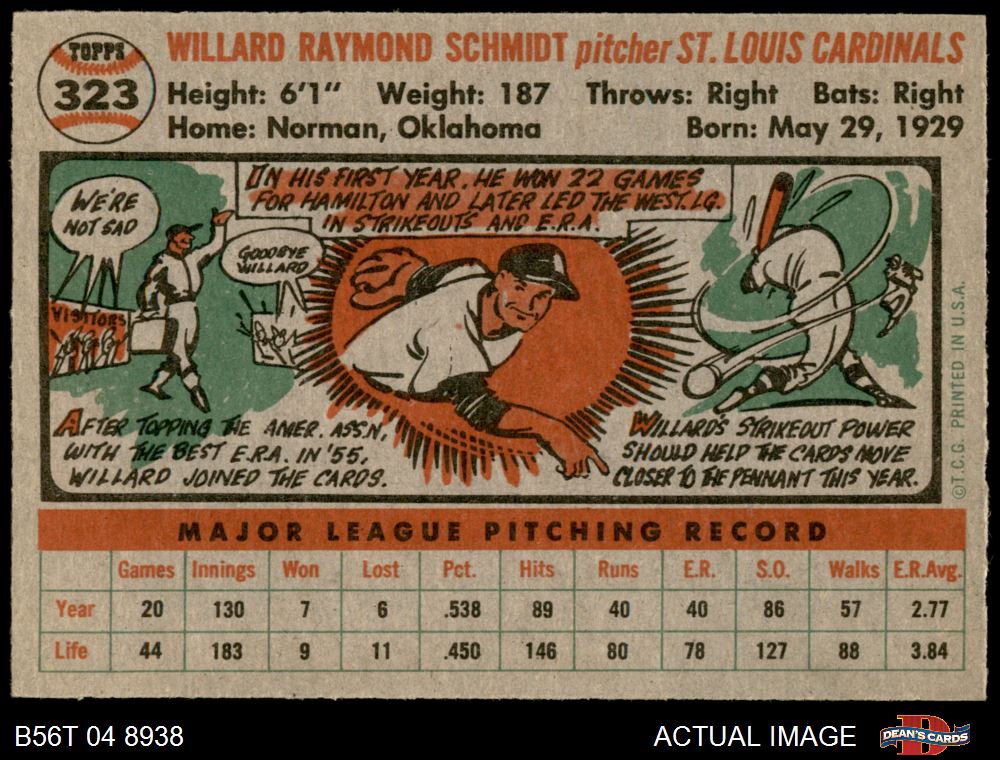 TOPPS
323
WILLARD RAYMOND SCHMIDT pitcher ST. LOUIS CARDINALS
Height: 6'1" Weight: 187 Throws: Right Bats: Right
Home: Norman, Oklahoma Born: May 29, 1929
WE'RE
NOT SAD
VISITORS
GOODBYE
WILLARD
IN HIS FIRST YEAR, HE WON 22 GAMES
FOR HAMILTON AND LATER LED THE WEST. LG.
IN STRIKEOUTS AND E.R.A.
AFTER TOPPING THE AMER. ASS'N,
WITH THE BEST E.R.A. IN '55,
WILLARD JOINED THE CARDS.
WILLARD'S STRIKEOUT POWER
SHOULD HELP THE CARDS MOVE
CLOSER TO THE PENNANT THIS YEAR.
©T.C.G. PRINTED IN U.S.A.
MAJOR LEAGUE PITCHING RECORD
Games Innings Won Lost Pct. Hits Runs E.R. S.O. Walks E.R.Avg.
Year 20 130 7 6 .538 89 40 40 86 57 2.77
Life 44 183 9 11 .450 146 80 78 127 88 3.84
B56T 04 8938 ACTUAL IMAGE DEAN'S CARDS